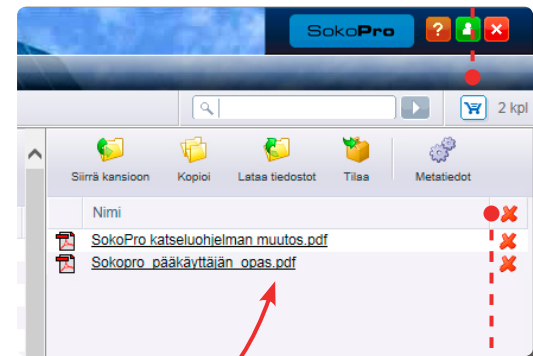 SokoPro
?
2 kpl
Siirrä kansioon Kopioi Lataa tiedostot Tilaa Metatiedot
Nimi
SokoPro katseluohjelman muutos.pdf
Sokopro_pääkäyttäjän_opas.pdf